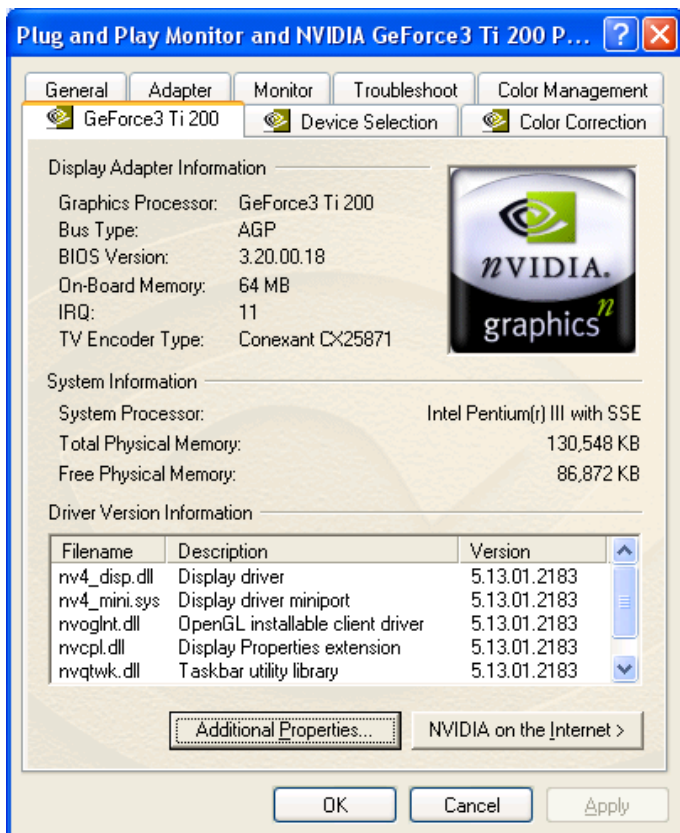 Plug and Play Monitor and NVIDIA GeForce3 Ti 200 P...
General Adapter Monitor Troubleshoot Color Management
GeForce3 Ti 200 Device Selection Color Correction
Display Adapter Information
Graphics Processor: GeForce3 Ti 200
Bus Type: AGP
BIOS Version: 3.20.00.18
On-Board Memory: 64 MB
IRQ: 11
TV Encoder Type: Conexant CX25871
nVIDIA.
graphics n
System Information
System Processor: Intel Pentium(r) III with SSE
Total Physical Memory: 130,548 KB
Free Physical Memory: 86,872 KB
Driver Version Information
Filename Description Version
nv4_disp.dll Display driver 5.13.01.2183
nv4_mini.sys Display driver miniport 5.13.01.2183
nvoglnt.dll OpenGL installable client driver 5.13.01.2183
nvcpl.dll Display Properties extension 5.13.01.2183
nvqtwk.dll Taskbar utility library 5.13.01.2183
Additional Properties... NVIDIA on the Internet >
OK Cancel Apply